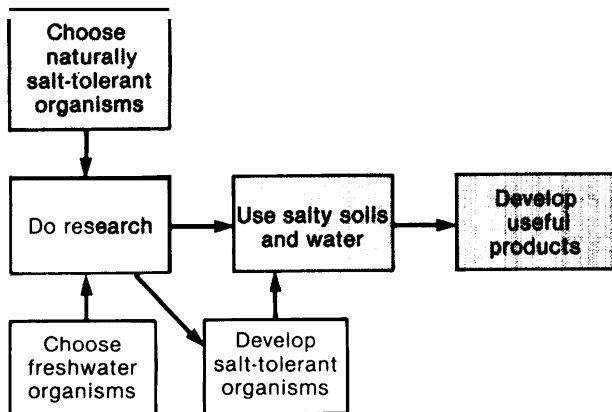 Choose
naturally
salt-tolerant
organisms
Do research
Use salty soils
and water
Develop
useful
products
Choose
freshwater
organisms
Develop
salt-tolerant
organisms